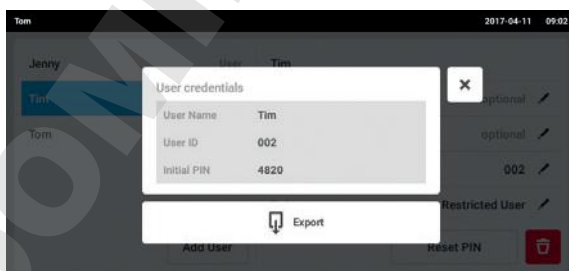 Tom 2017-04-11 09:02
Jenny User Tim
User credentials
Tim optional
User Name Tim
Tom User ID 002 optional
Initial PIN 4820 002
Export Restricted User
Add User Reset PIN